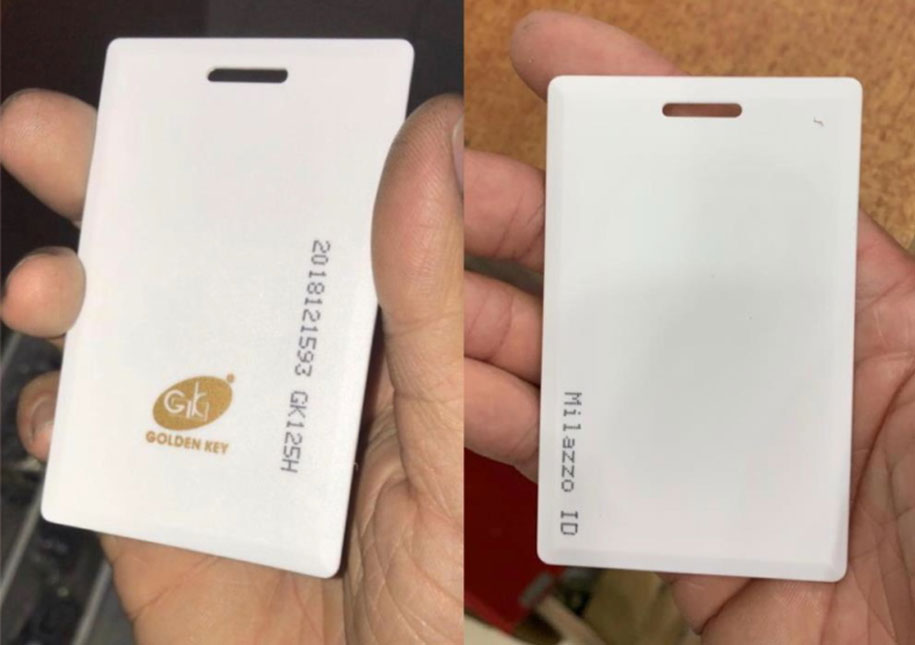 2018121593 GK125H
Gk
GOLDEN KEY
Milazzo ID